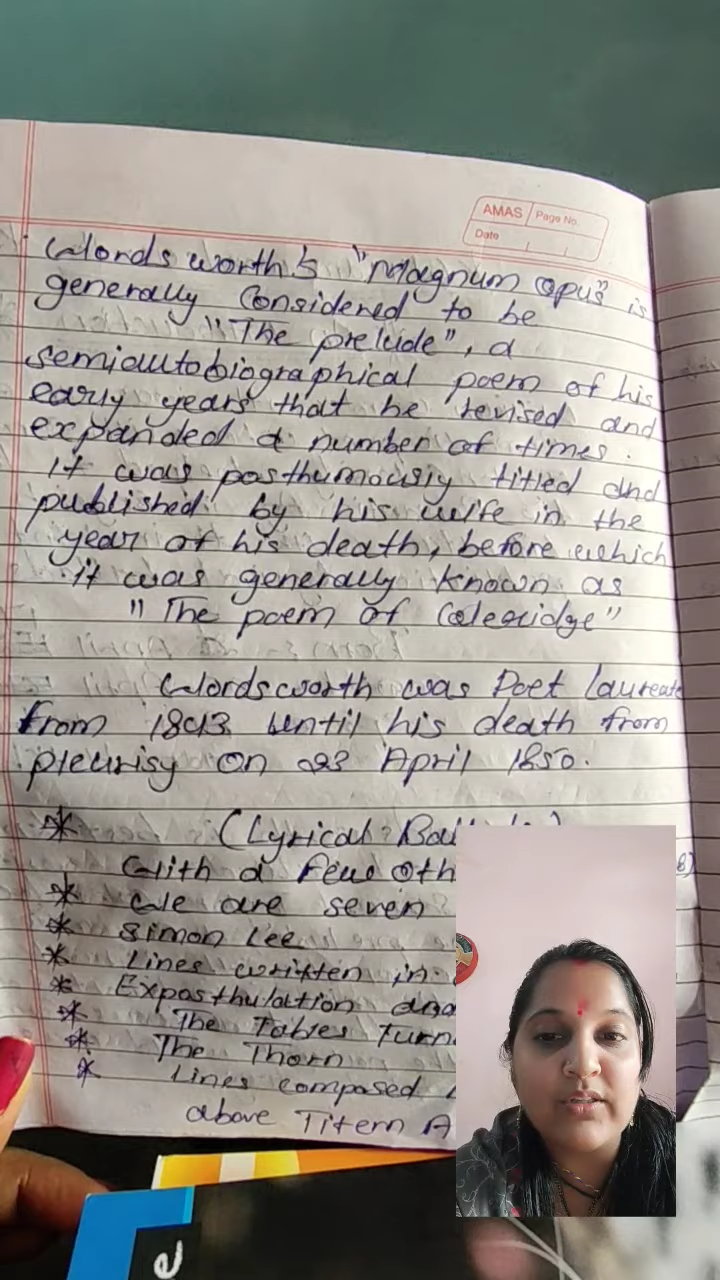 AMAS Page No.
Date
Wordsworth's "Magnum opus" is
generally Considered to be
"The prelude", a
semiautobiographical poem of his
early years that he revised and
expanded a number of times.
It was posthumously titled and
published by his wife in the
year of his death, before which
it was generally known as
"The poem of Coleridge"
Wordsworth was Poet Laureate
from 1843 until his death from
pleurisy on 23 April 1850.
* (Lyrical
With a Few
* We are seven
* Simon Lee
* Lines written in
* Exposthulation
* The Tables
* The Thorn
* Lines composed
above Titern A
e